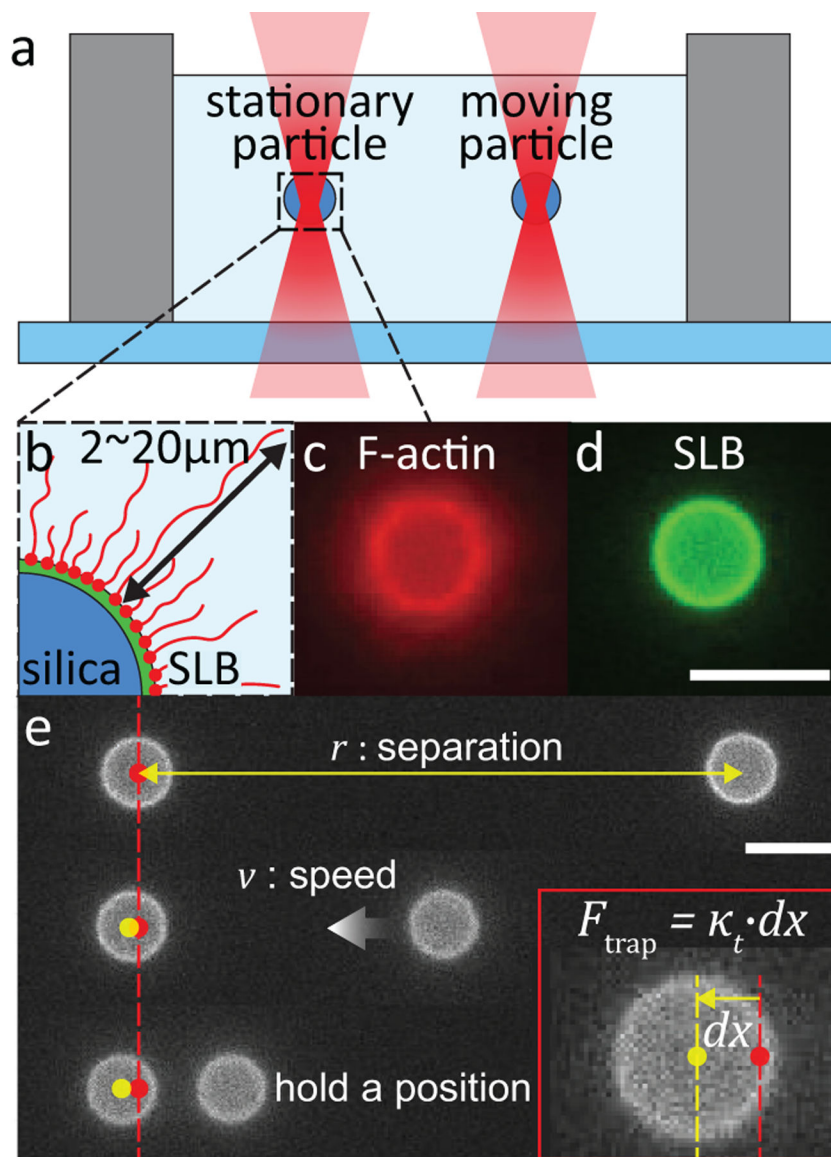 a
stationary
particle
moving
particle
b
2~20μm
silica
SLB
c
F-actin
d
SLB
e
r : separation
v : speed
hold a position
F_trap = κ_t·dx
dx